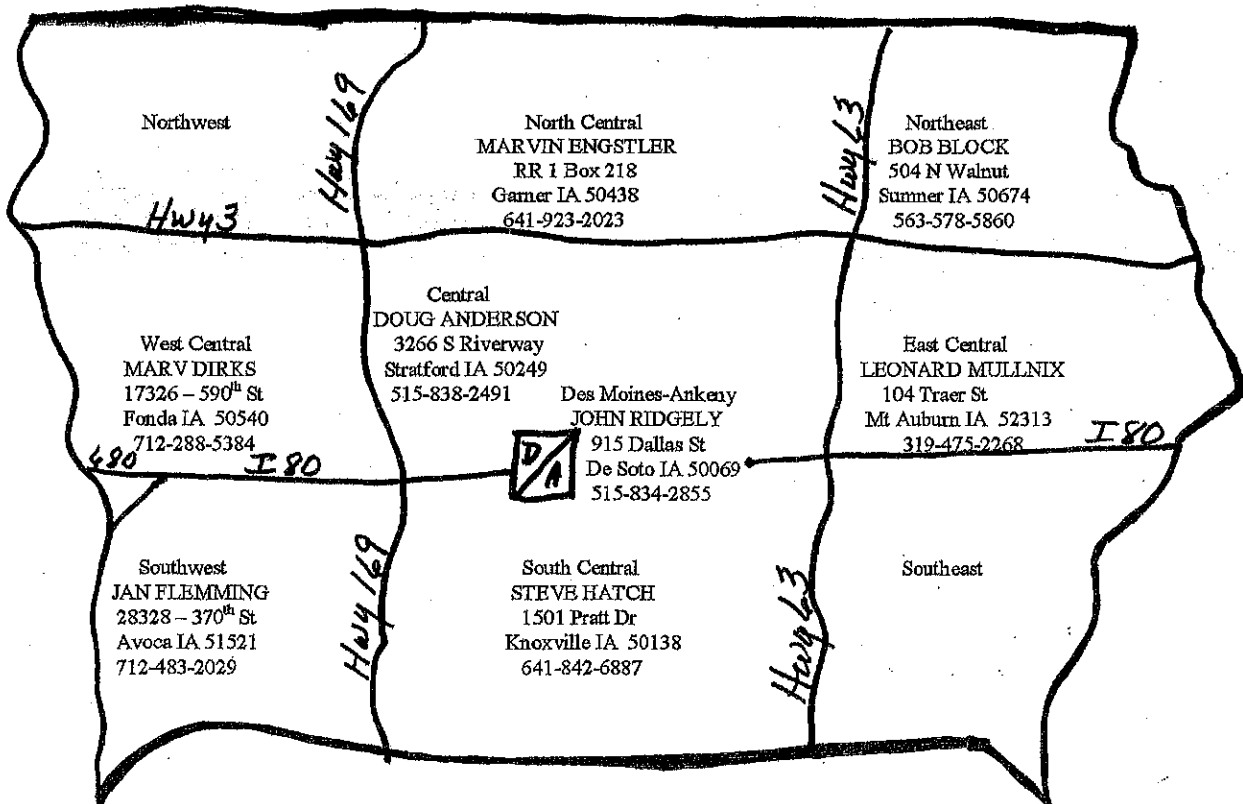 Northwest
Hwy 169
North Central
MARVIN ENGSTLER
RR 1 Box 218
Garner IA 50438
641-923-2023
Hwy 63
Northeast
BOB BLOCK
504 N Walnut
Sumner IA 50674
563-578-5860
Hwy 3
West Central
MARV DIRKS
17326 – 590th St
Fonda IA 50540
712-288-5384
Central
DOUG ANDERSON
3266 S Riverway
Stratford IA 50249
515-838-2491
Des Moines-Ankeny
JOHN RIDGELY
915 Dallas St
De Soto IA 50069
515-834-2855
D/A
East Central
LEONARD MULLNIX
104 Traer St
Mt Auburn IA 52313
319-475-2268
I 80
680
I 80
Southwest
JAN FLEMMING
28328 – 370th St
Avoca IA 51521
712-483-2029
Hwy 169
South Central
STEVE HATCH
1501 Pratt Dr
Knoxville IA 50138
641-842-6887
Hwy 63
Southeast